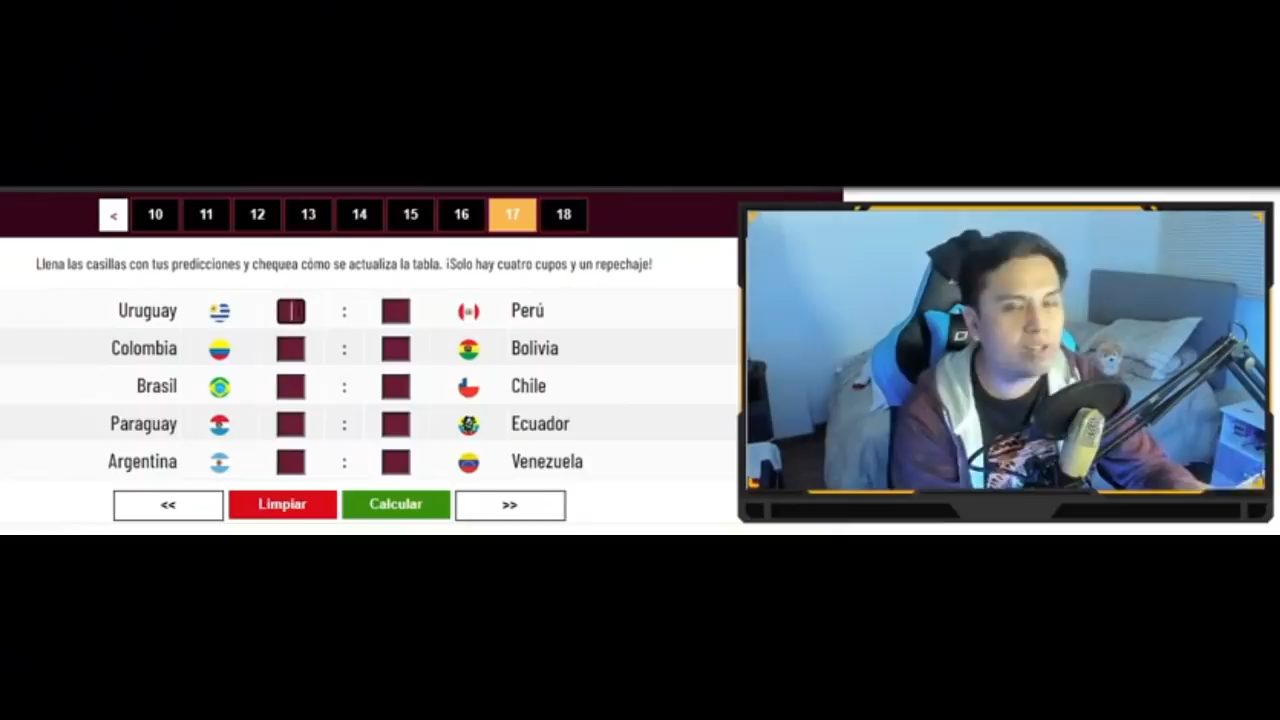 < 10 11 12 13 14 15 16 17 18
Llena las casillas con tus predicciones y chequea cómo se actualiza la tabla. ¡Solo hay cuatro cupos y un repechaje!
Uruguay : Perú
Colombia : Bolivia
Brasil : Chile
Paraguay : Ecuador
Argentina : Venezuela
<< Limpiar Calcular >>